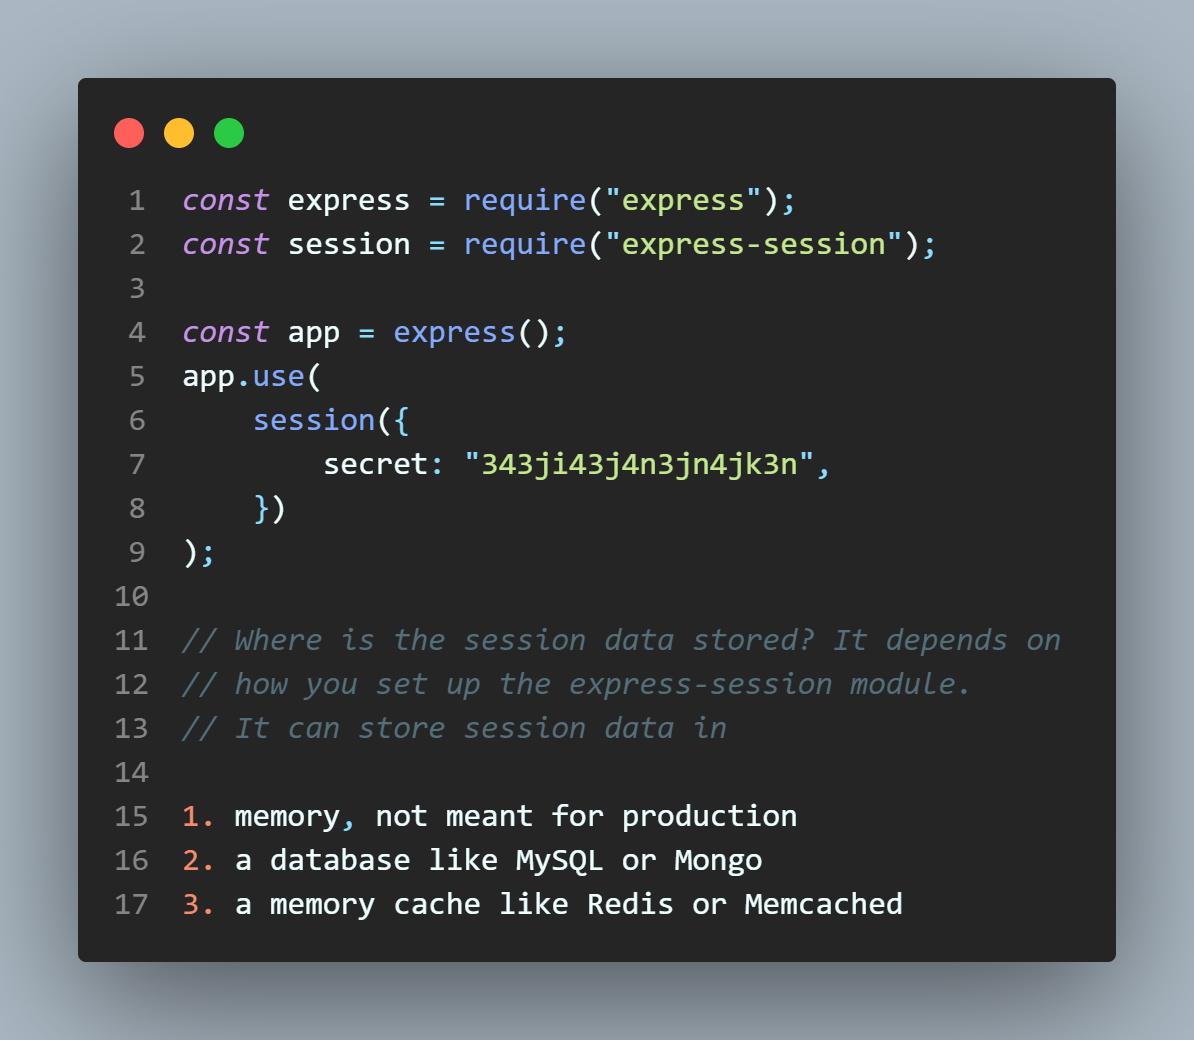 1 const express = require("express");
2 const session = require("express-session");
3
4 const app = express();
5 app.use(
6     session({
7         secret: "343ji43j4n3jn4jk3n",
8     })
9 );
10
11 // Where is the session data stored? It depends on
12 // how you set up the express-session module.
13 // It can store session data in
14
15 1. memory, not meant for production
16 2. a database like MySQL or Mongo
17 3. a memory cache like Redis or Memcached